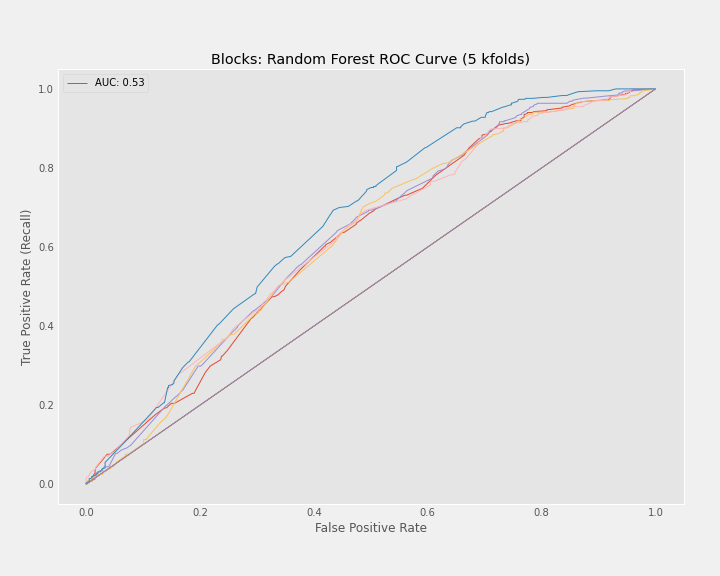 Blocks: Random Forest ROC Curve (5 kfolds)
AUC: 0.53
True Positive Rate (Recall)
1.0
0.8
0.6
0.4
0.2
0.0
0.0 0.2 0.4 0.6 0.8 1.0
False Positive Rate